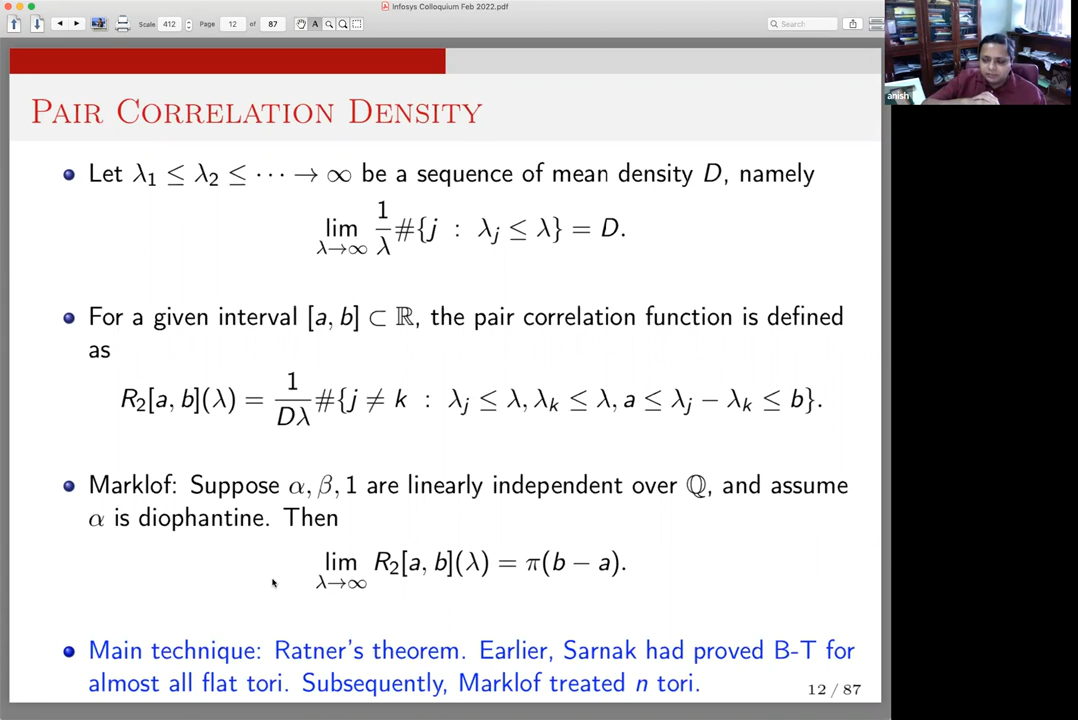 Infosys Colloquium Feb 2022.pdf
Scale 412 Page 12 of 87 A Search
anish
PAIR CORRELATION DENSITY
Let λ₁ ≤ λ₂ ≤ ··· → ∞ be a sequence of mean density D, namely
lim_{λ→∞} 1/λ #{j : λⱼ ≤ λ} = D.
For a given interval [a, b] ⊂ ℝ, the pair correlation function is defined
as
R₂[a, b](λ) = 1/(Dλ) #{j ≠ k : λⱼ ≤ λ, λₖ ≤ λ, a ≤ λⱼ − λₖ ≤ b}.
Marklof: Suppose α, β, 1 are linearly independent over ℚ, and assume
α is diophantine. Then
lim_{λ→∞} R₂[a, b](λ) = π(b − a).
Main technique: Ratner's theorem. Earlier, Sarnak had proved B-T for
almost all flat tori. Subsequently, Marklof treated n tori.
12 / 87